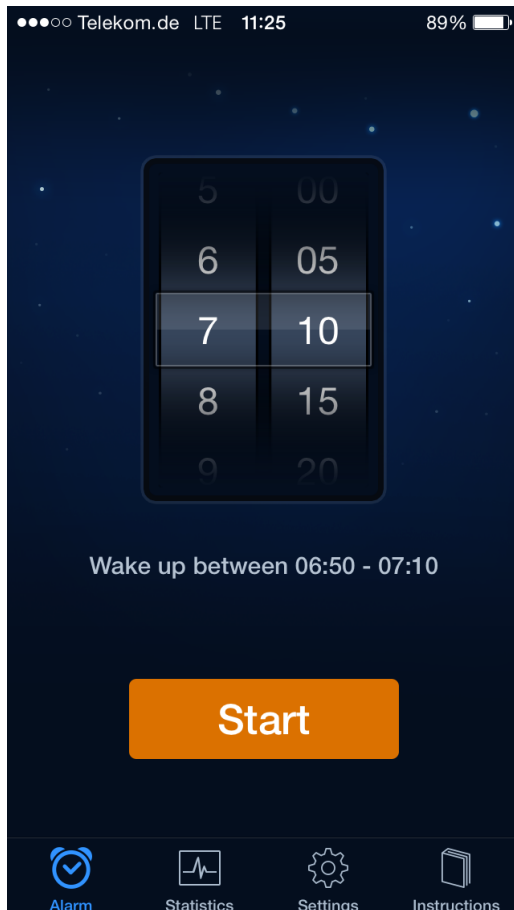 Telekom.de LTE 11:25 89%
5 00
6 05
7 10
8 15
9 20
Wake up between 06:50 - 07:10
Start
Alarm Statistics Settings Instructions